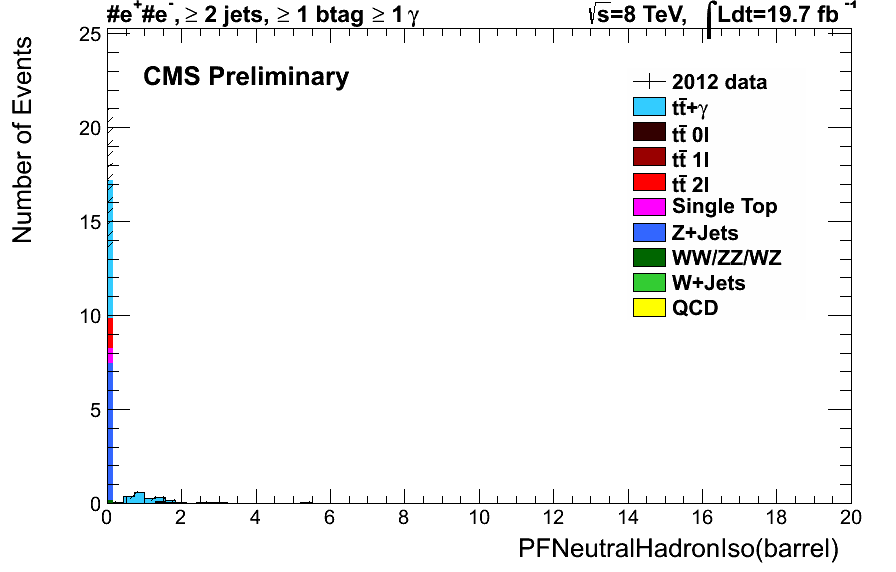 #e⁺#e⁻, ≥ 2 jets, ≥ 1 btag ≥ 1 γ
√s=8 TeV, ∫Ldt=19.7 fb⁻¹
CMS Preliminary
2012 data
tt̄+γ
tt̄ 0l
tt̄ 1l
tt̄ 2l
Single Top
Z+Jets
WW/ZZ/WZ
W+Jets
QCD
Number of Events
25
20
15
10
5
0
0 2 4 6 8 10 12 14 16 18 20
PFNeutralHadronIso(barrel)